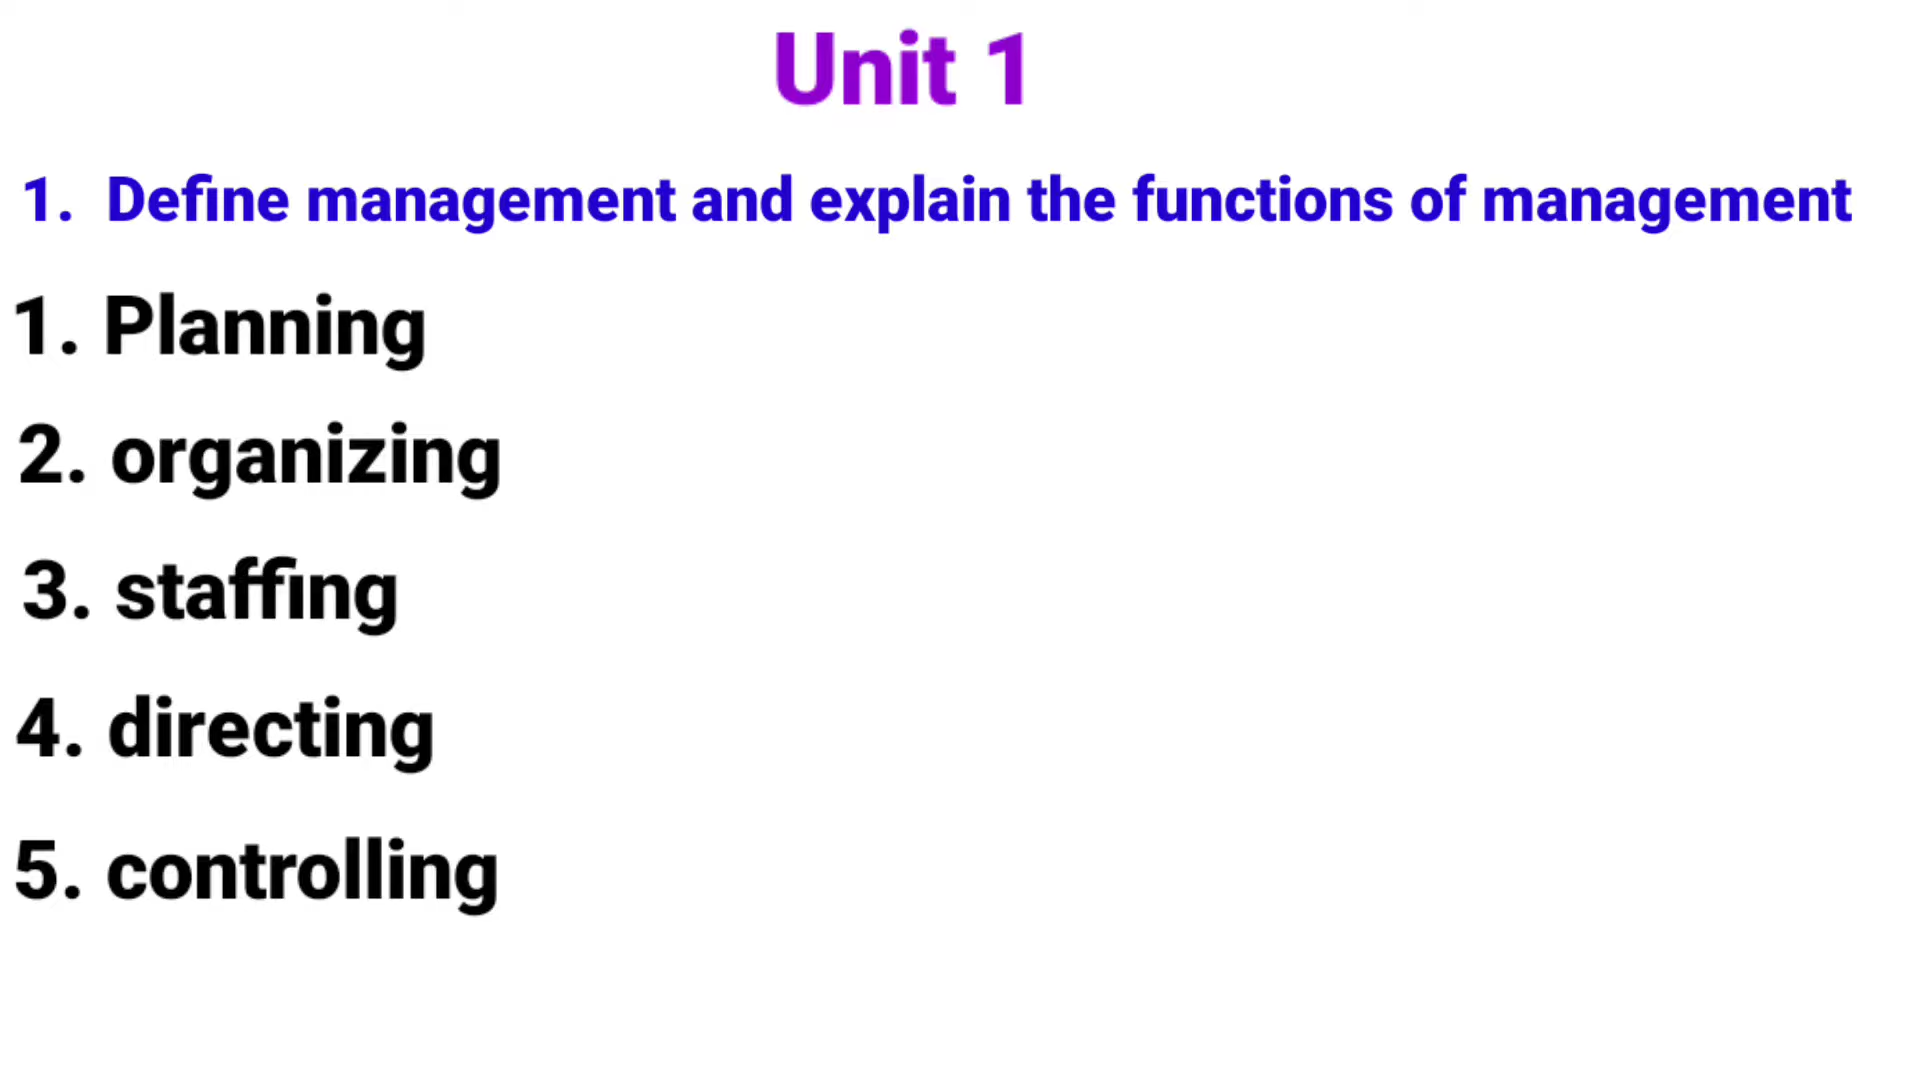 Unit 1
1. Define management and explain the functions of management
1. Planning
2. organizing
3. staffing
4. directing
5. controlling